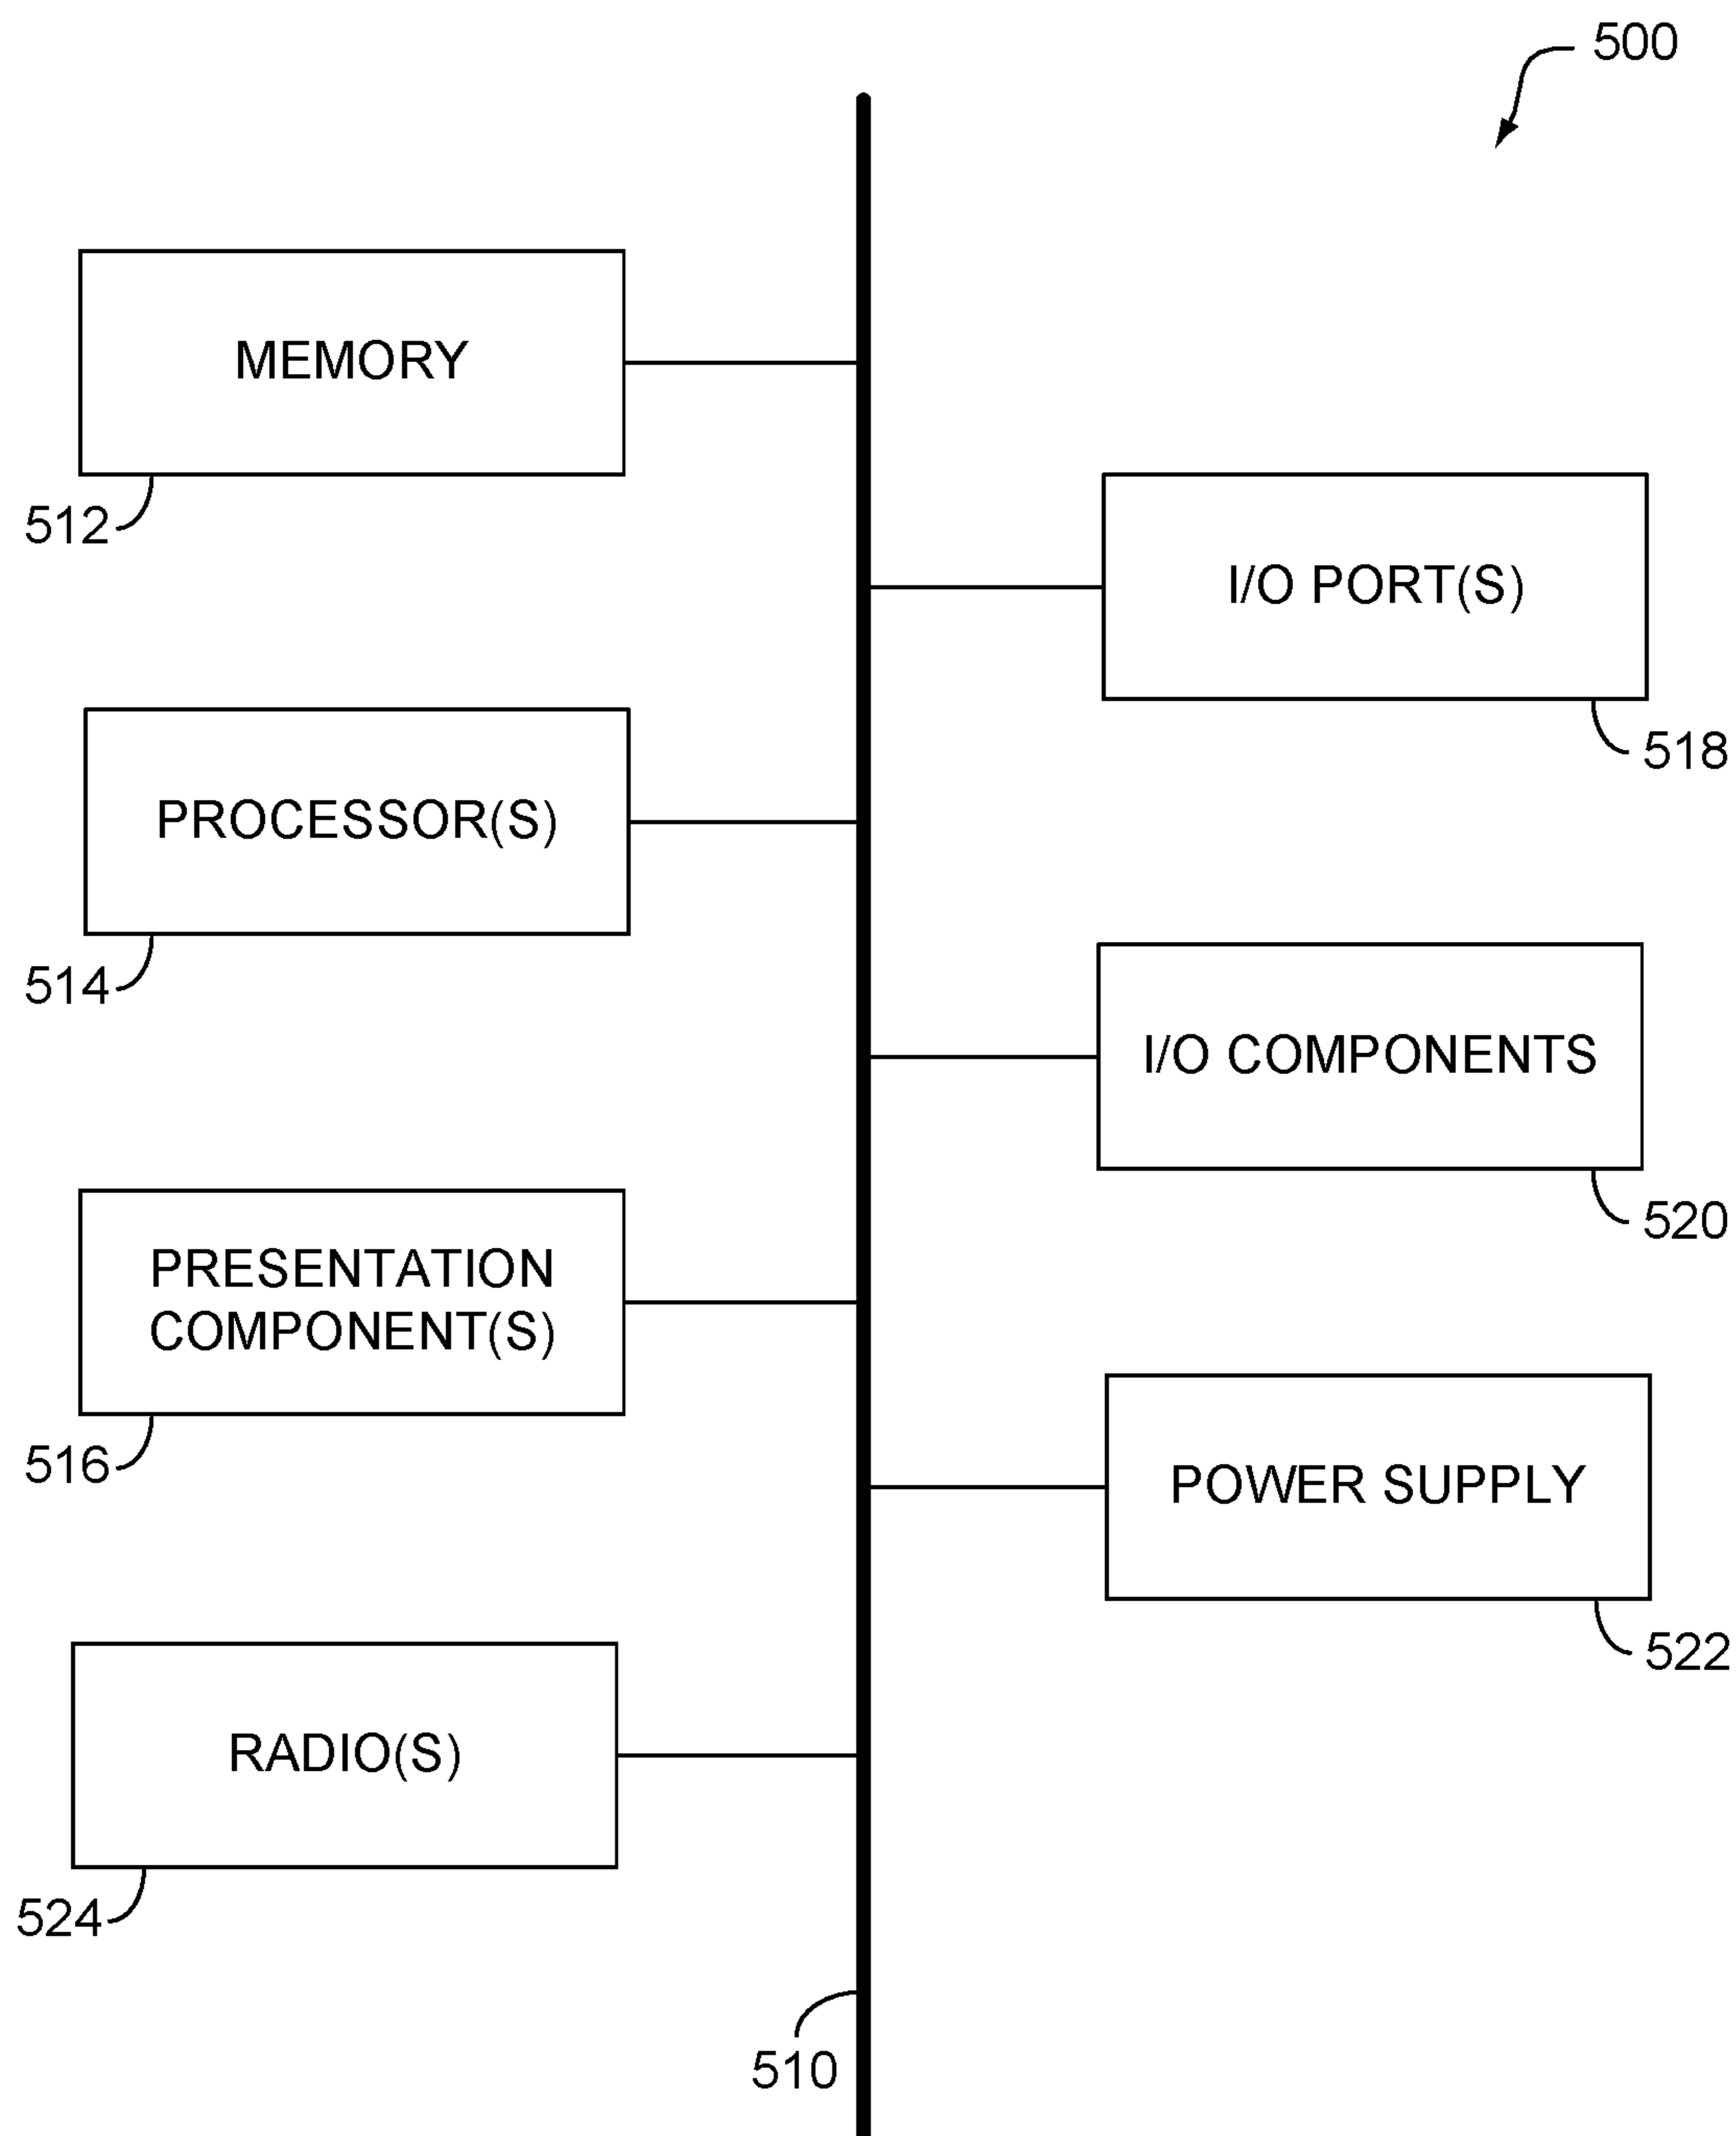 500
MEMORY
512
I/O PORT(S)
518
PROCESSOR(S)
514
I/O COMPONENTS
520
PRESENTATION
COMPONENT(S)
516
POWER SUPPLY
522
RADIO(S)
524
510